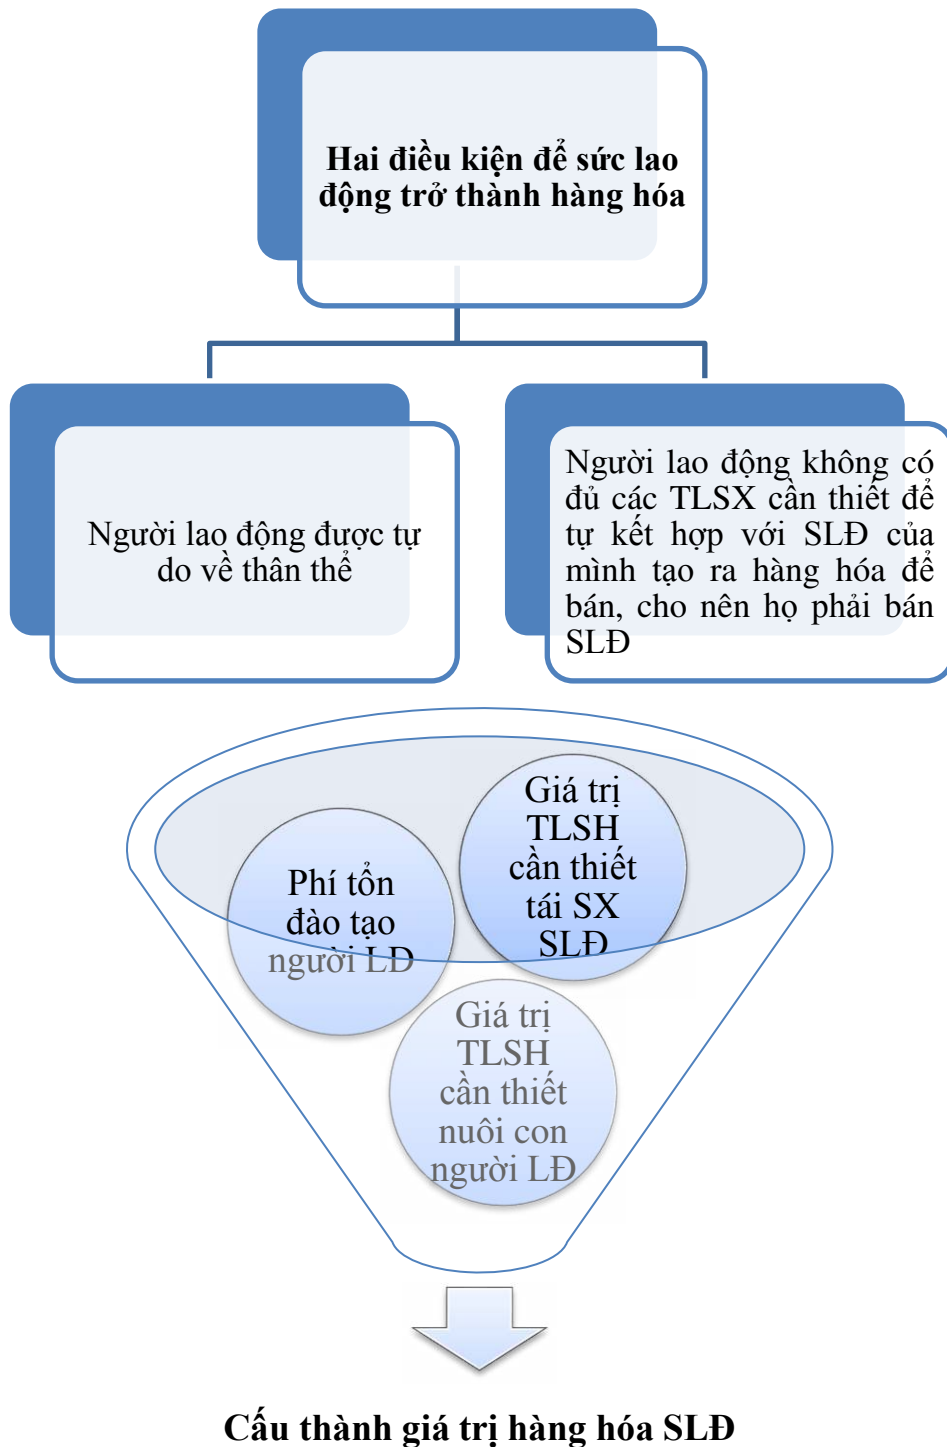 Hai điều kiện để sức lao
động trở thành hàng hóa
Người lao động được tự
do về thân thể
Người lao động không có
đủ các TLSX cần thiết để
tự kết hợp với SLĐ của
mình tạo ra hàng hóa để
bán, cho nên họ phải bán
SLĐ
Giá trị
TLSH
cần thiết
tái SX
SLĐ
Phí tổn
đào tạo
người LĐ
Giá trị
TLSH
cần thiết
nuôi con
người LĐ
Cấu thành giá trị hàng hóa SLĐ